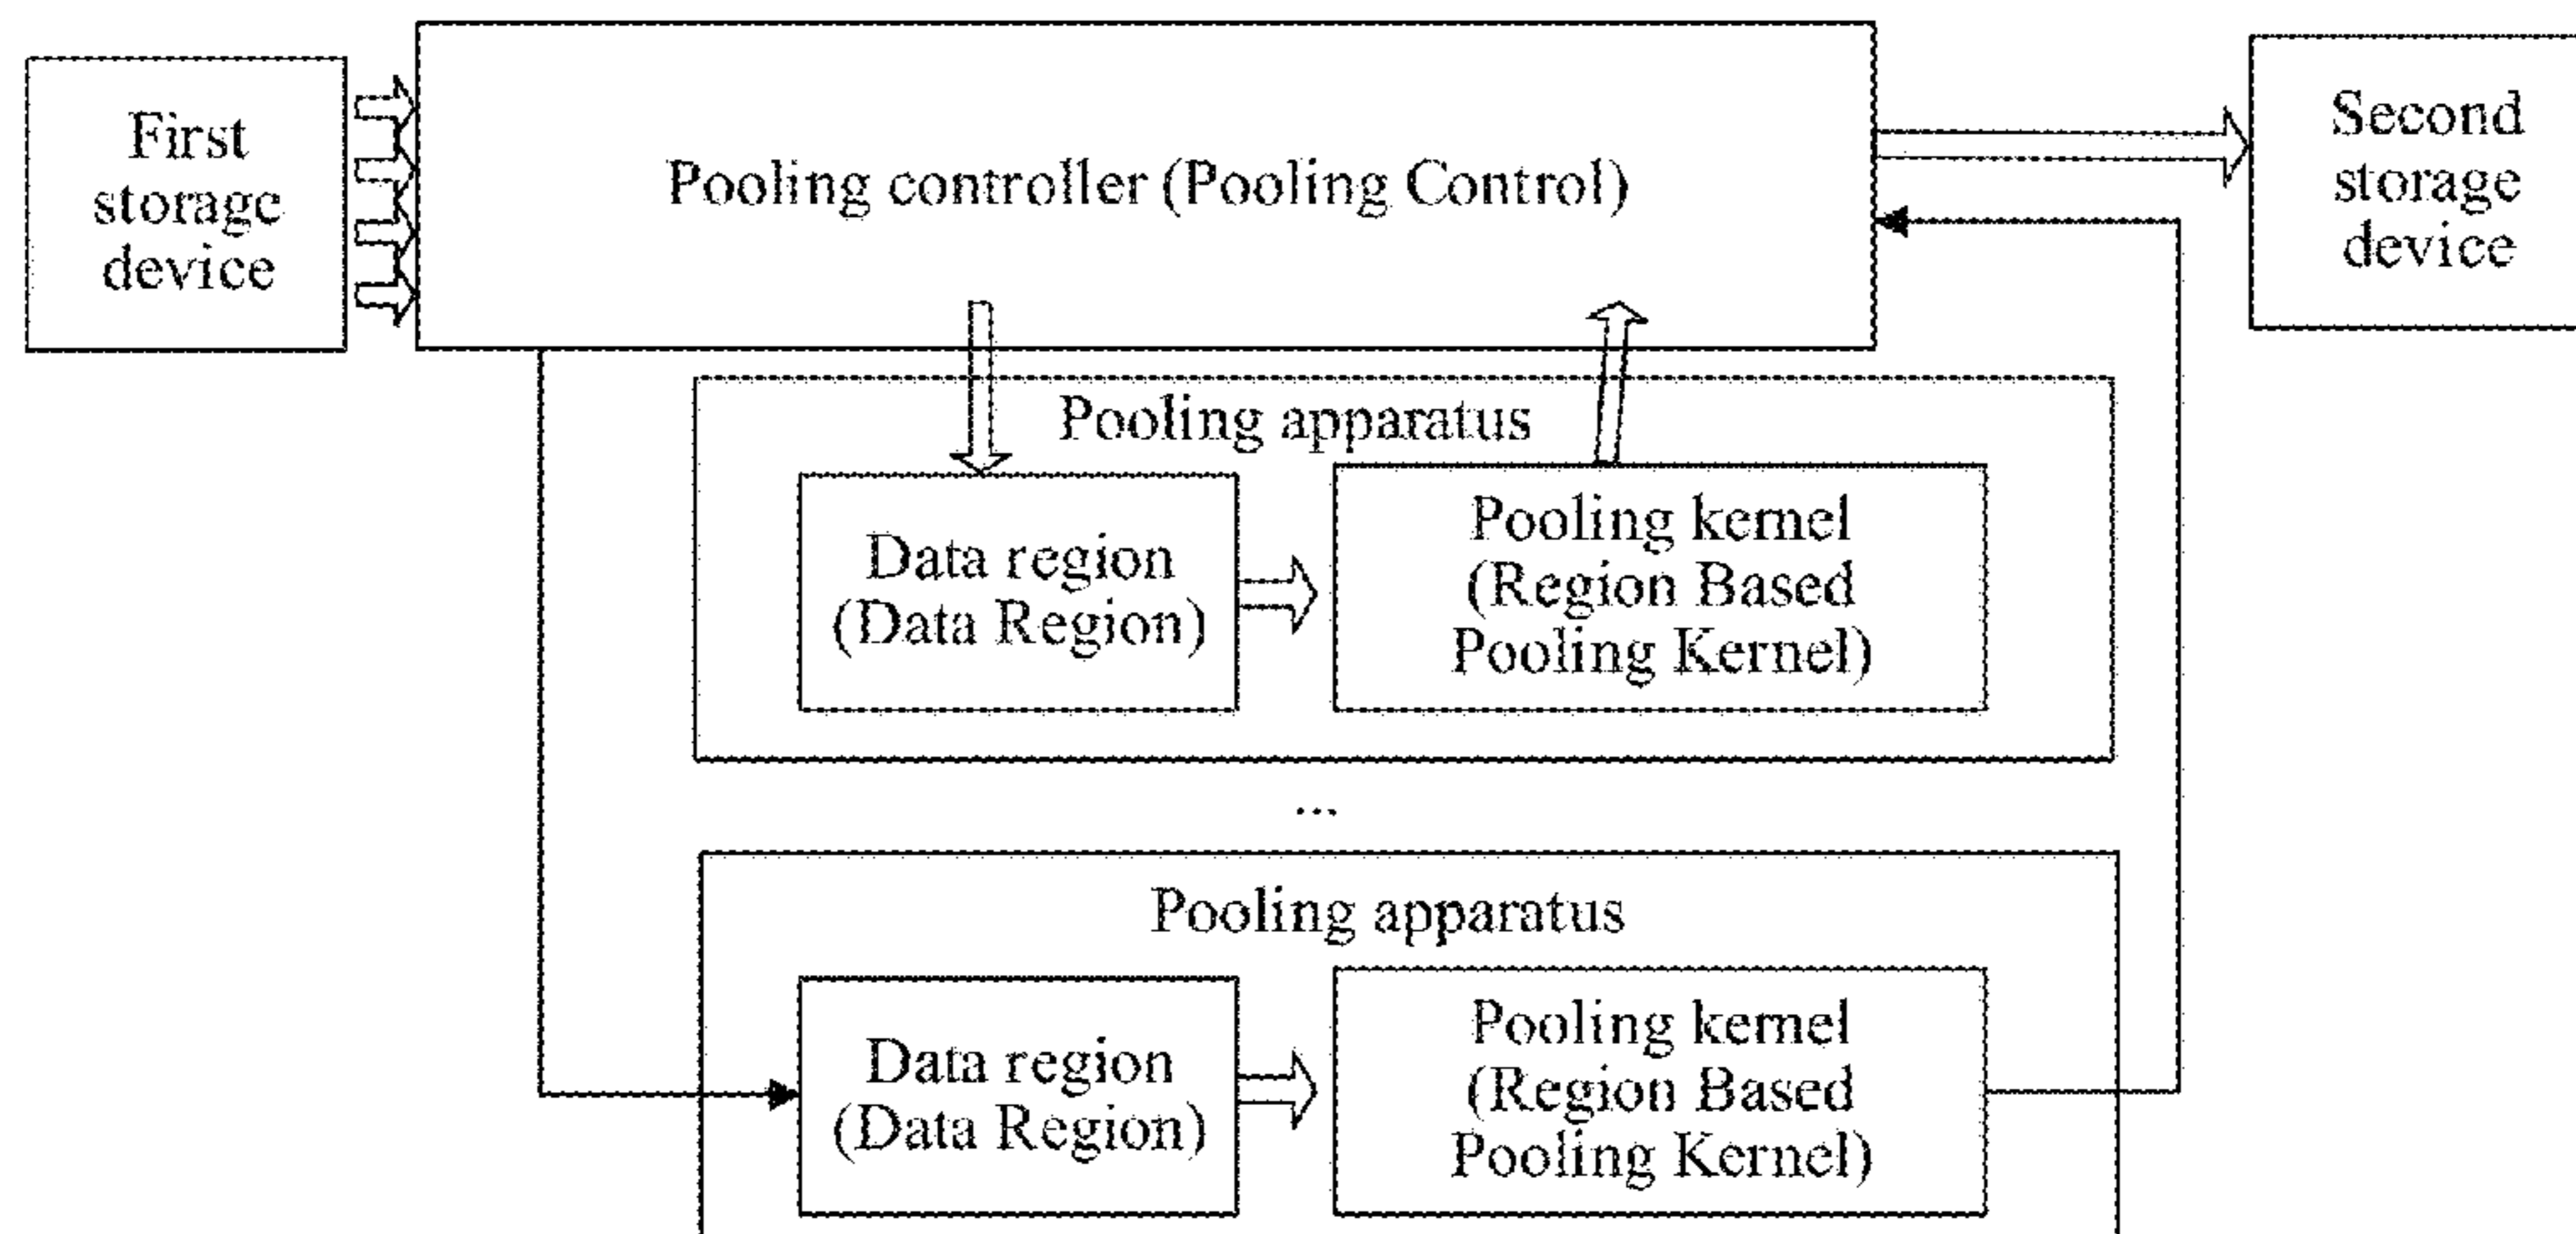 First
storage
device
Pooling controller (Pooling Control)
Second
storage
device
Pooling apparatus
Data region
(Data Region)
Pooling kernel
(Region Based
Pooling Kernel)
...
Pooling apparatus
Data region
(Data Region)
Pooling kernel
(Region Based
Pooling Kernel)